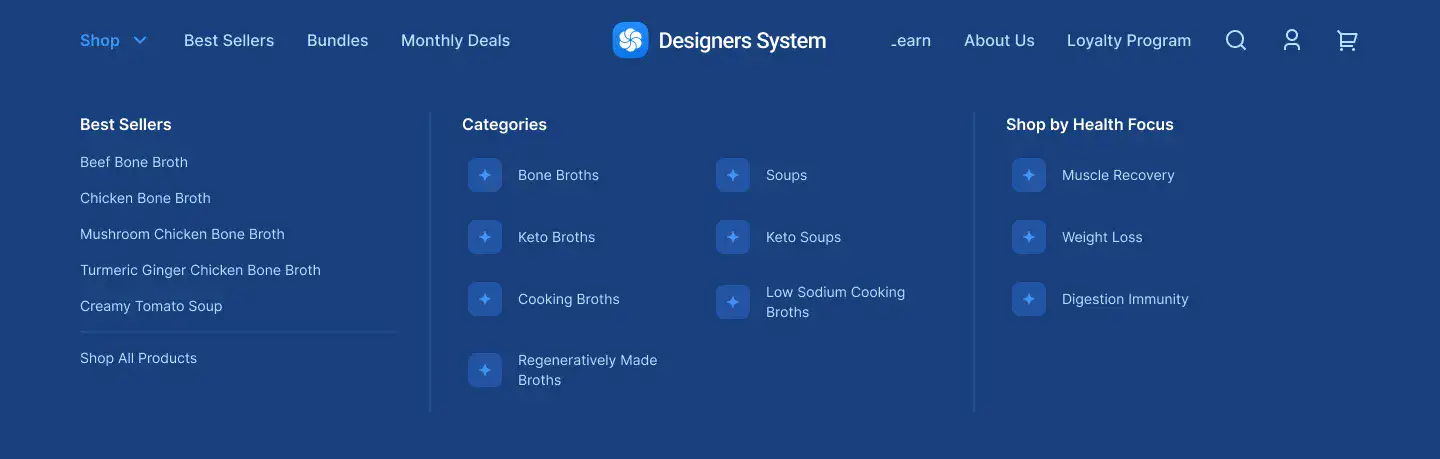 Shop
Best Sellers
Bundles
Monthly Deals
Designers System
earn
About Us
Loyalty Program
Best Sellers
Beef Bone Broth
Chicken Bone Broth
Mushroom Chicken Bone Broth
Turmeric Ginger Chicken Bone Broth
Creamy Tomato Soup
Shop All Products
Categories
Bone Broths
Soups
Keto Broths
Keto Soups
Cooking Broths
Low Sodium Cooking
Broths
Regeneratively Made
Broths
Shop by Health Focus
Muscle Recovery
Weight Loss
Digestion Immunity